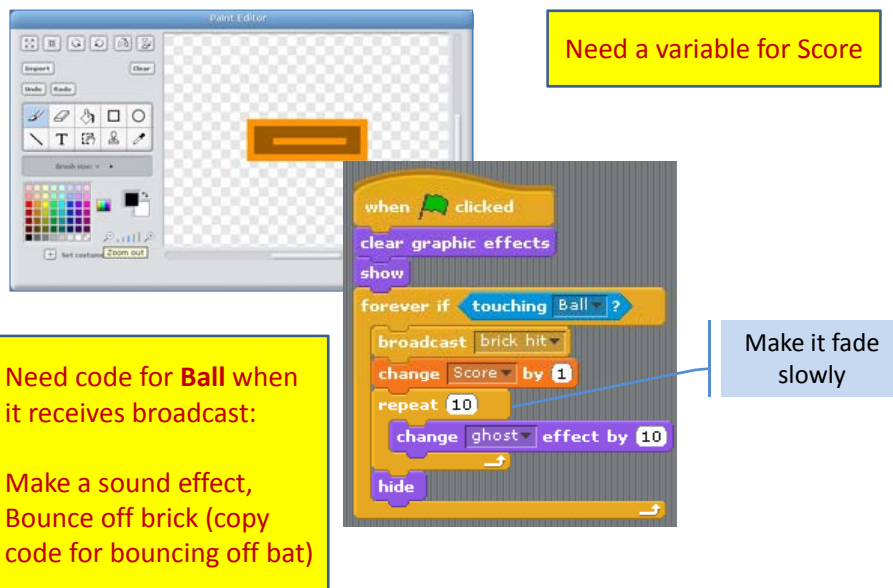 Paint Editor
Import
Clear
Undo
Redo
T
Brush size:
Set costume
Zoom out
Need a variable for Score
when clicked
clear graphic effects
show
forever if touching Ball ?
broadcast brick hit
change Score by 1
repeat 10
change ghost effect by 10
hide
Make it fade
slowly
Need code for Ball when
it receives broadcast:
Make a sound effect,
Bounce off brick (copy
code for bouncing off bat)